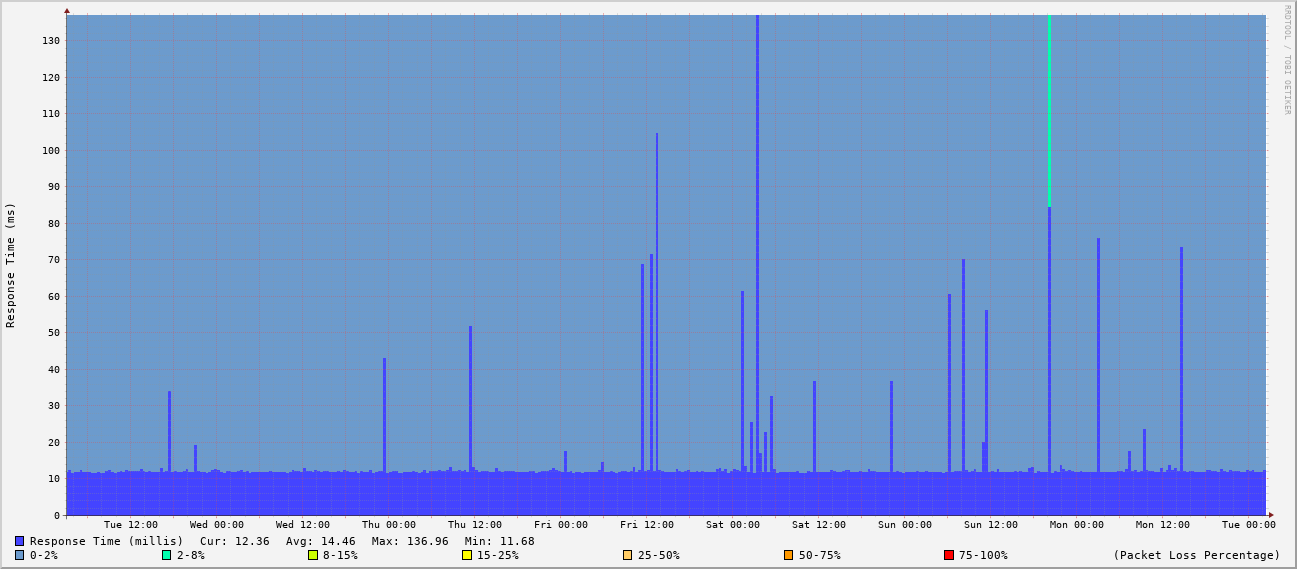 RRDTOOL / TOBI OETIKER
Response Time (ms)
130
120
110
100
90
80
70
60
50
40
30
20
10
0
Tue 12:00 Wed 00:00 Wed 12:00 Thu 00:00 Thu 12:00 Fri 00:00 Fri 12:00 Sat 00:00 Sat 12:00 Sun 00:00 Sun 12:00 Mon 00:00 Mon 12:00 Tue 00:00
Response Time (millis) Cur: 12.36 Avg: 14.46 Max: 136.96 Min: 11.68
0-2% 2-8% 8-15% 15-25% 25-50% 50-75% 75-100% (Packet Loss Percentage)